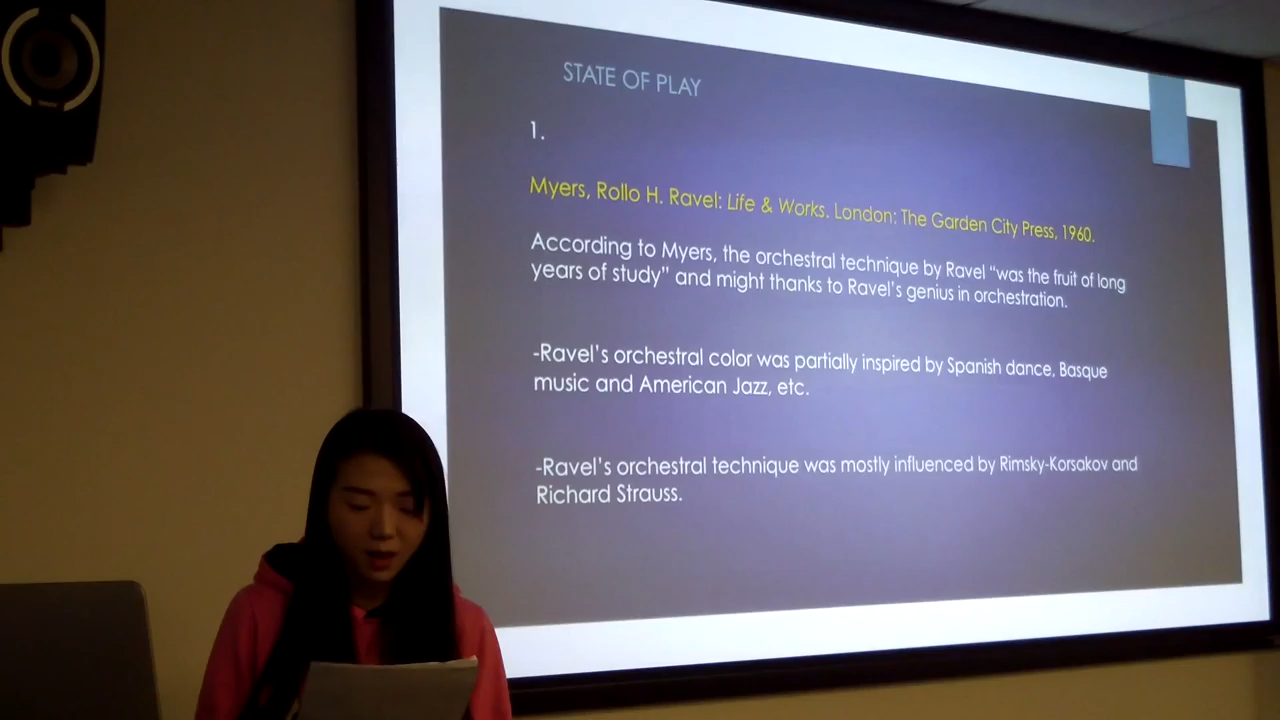 STATE OF PLAY
1.
Myers, Rollo H. Ravel: Life & Works. London: The Garden City Press, 1960.
According to Myers, the orchestral technique by Ravel “was the fruit of long
years of study” and might thanks to Ravel’s genius in orchestration.
-Ravel’s orchestral color was partially inspired by Spanish dance, Basque
music and American Jazz, etc.
-Ravel’s orchestral technique was mostly influenced by Rimsky-Korsakov and
Richard Strauss.